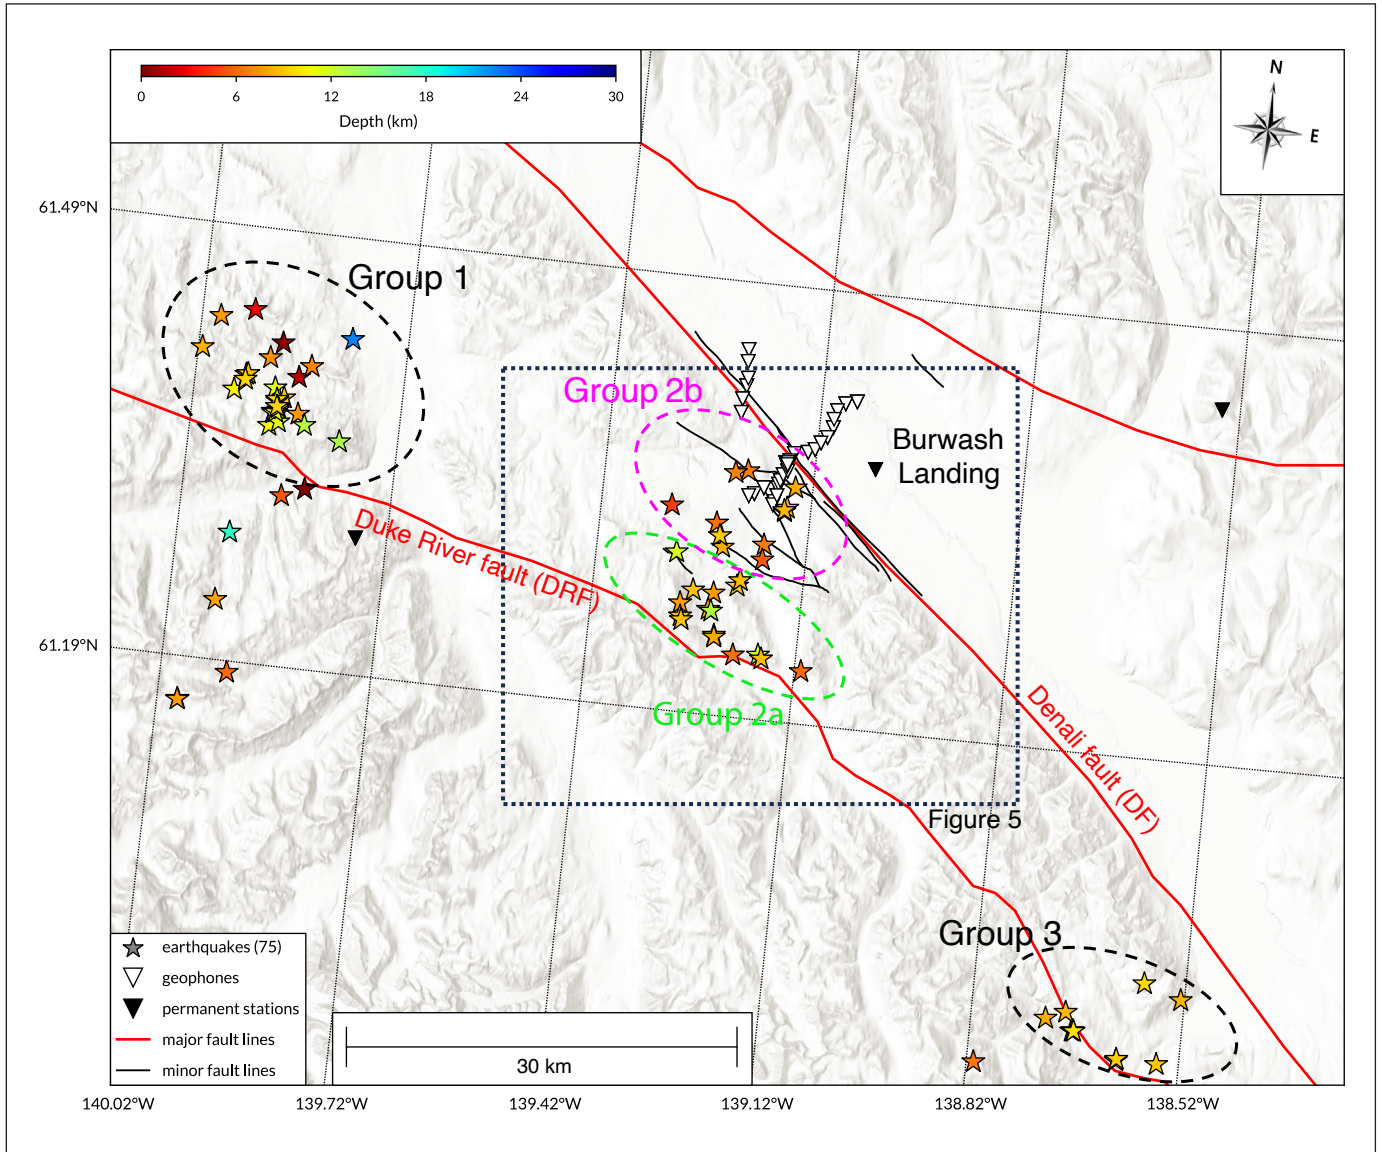 0 6 12 18 24 30
Depth (km)
N
E
61.49°N
Group 1
Group 2b
Burwash
Landing
Duke River fault (DRF)
61.19°N
Group 2a
Denali fault (DF)
Figure 5
Group 3
earthquakes (75)
geophones
permanent stations
major fault lines
minor fault lines
30 km
140.02°W 139.72°W 139.42°W 139.12°W 138.82°W 138.52°W